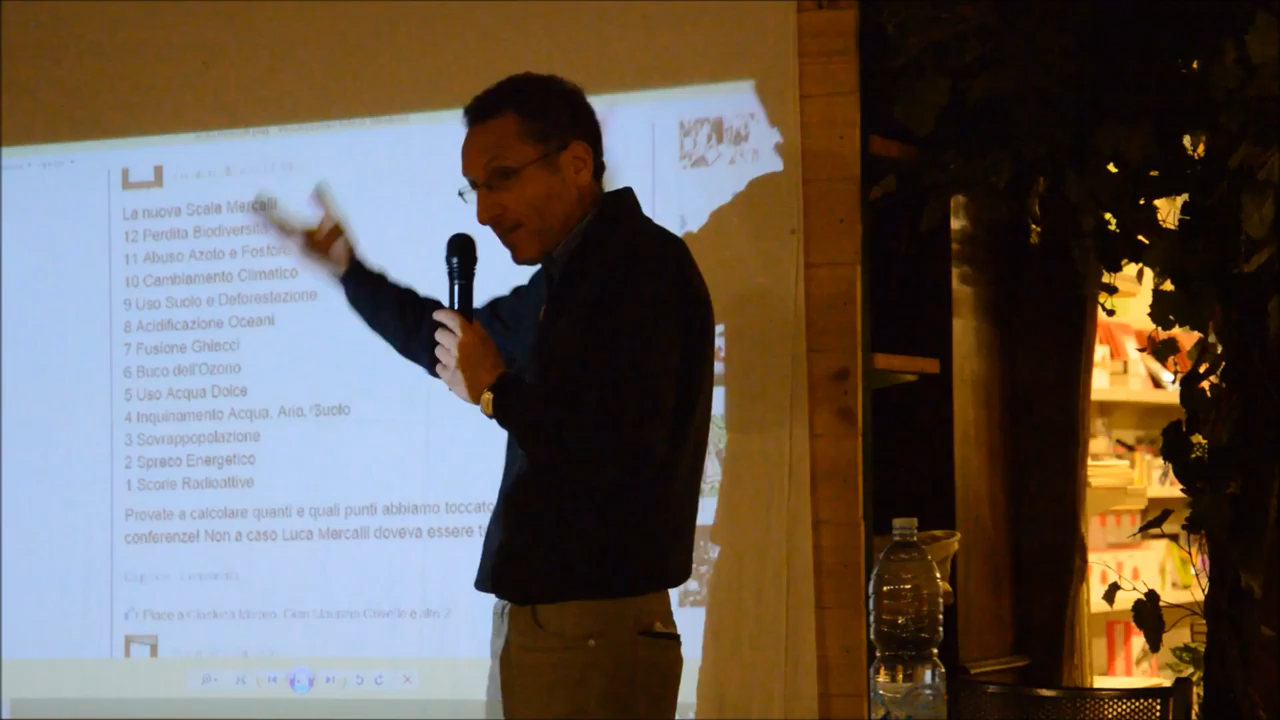 La nuova Scala Mercalli
12 Perdita Biodiversità
11 Abuso Azoto e Fosforo
10 Cambiamento Climatico
9 Uso Suolo e Deforestazione
8 Acidificazione Oceani
7 Fusione Ghiacci
6 Buco dell'Ozono
5 Uso Acqua Dolce
4 Inquinamento Acqua, Aria, Suolo
3 Sovrappopolazione
2 Spreco Energetico
1 Scorie Radioattive
Provate a calcolare quanti e quali punti abbiamo toccato
conferenze! Non a caso Luca Mercalli doveva essere
Piace a e altri 2